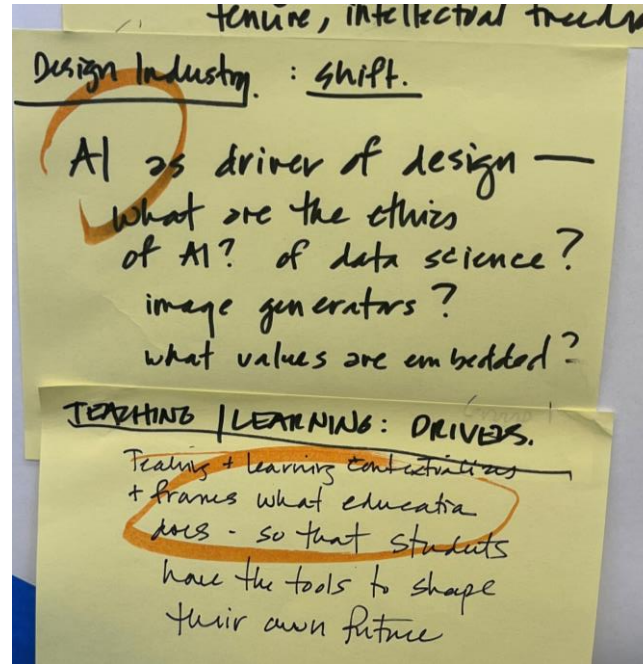 tenure, intellectual freedo
Design Industry. : shift.
AI as driver of design —
what are the ethics
of AI? of data science?
image generators?
what values are embedded?
TEACHING | LEARNING: DRIVERS.
Teaching + learning contextualizes
+ frames what education
does - so that students
have the tools to shape
their own future